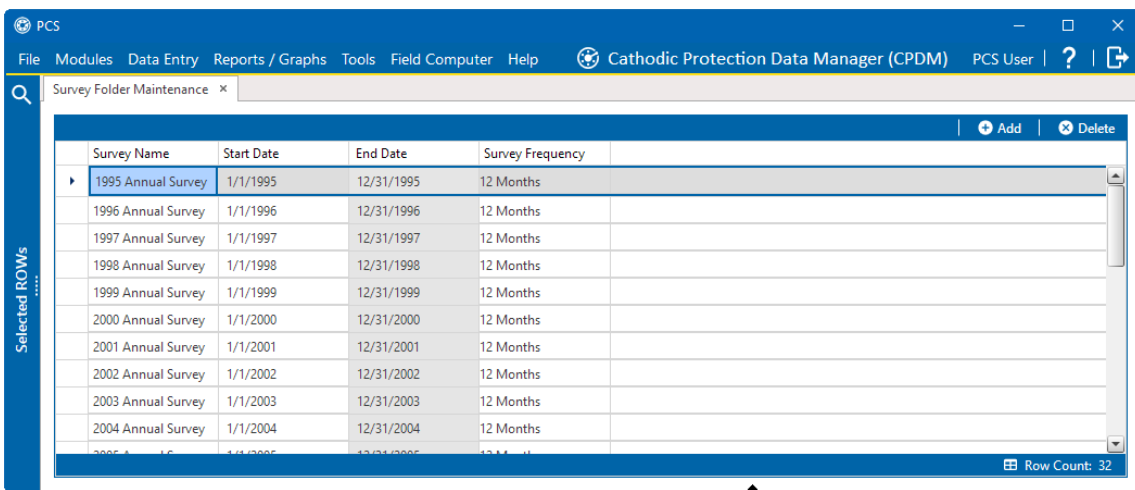 PCS
File Modules Data Entry Reports / Graphs Tools Field Computer Help Cathodic Protection Data Manager (CPDM) PCS User ?
Survey Folder Maintenance ×
Add Delete
Survey Name Start Date End Date Survey Frequency
1995 Annual Survey 1/1/1995 12/31/1995 12 Months
1996 Annual Survey 1/1/1996 12/31/1996 12 Months
1997 Annual Survey 1/1/1997 12/31/1997 12 Months
1998 Annual Survey 1/1/1998 12/31/1998 12 Months
1999 Annual Survey 1/1/1999 12/31/1999 12 Months
2000 Annual Survey 1/1/2000 12/31/2000 12 Months
2001 Annual Survey 1/1/2001 12/31/2001 12 Months
2002 Annual Survey 1/1/2002 12/31/2002 12 Months
2003 Annual Survey 1/1/2003 12/31/2003 12 Months
2004 Annual Survey 1/1/2004 12/31/2004 12 Months
Row Count: 32
Selected ROWs